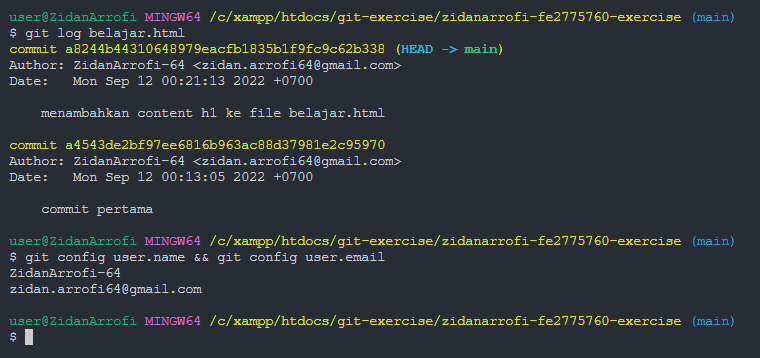 user@ZidanArrofi MINGW64 /c/xampp/htdocs/git-exercise/zidanarrofi-fe2775760-exercise (main)
$ git log belajar.html
commit a8244b44310648979eacfb1835b1f9fc9c62b338 (HEAD -> main)
Author: ZidanArrofi-64 <zidan.arrofi64@gmail.com>
Date:   Mon Sep 12 00:21:13 2022 +0700
    menambahkan content h1 ke file belajar.html
commit a4543de2bf97ee6816b963ac88d37981e2c95970
Author: ZidanArrofi-64 <zidan.arrofi64@gmail.com>
Date:   Mon Sep 12 00:13:05 2022 +0700
    commit pertama
user@ZidanArrofi MINGW64 /c/xampp/htdocs/git-exercise/zidanarrofi-fe2775760-exercise (main)
$ git config user.name && git config user.email
ZidanArrofi-64
zidan.arrofi64@gmail.com
user@ZidanArrofi MINGW64 /c/xampp/htdocs/git-exercise/zidanarrofi-fe2775760-exercise (main)
$